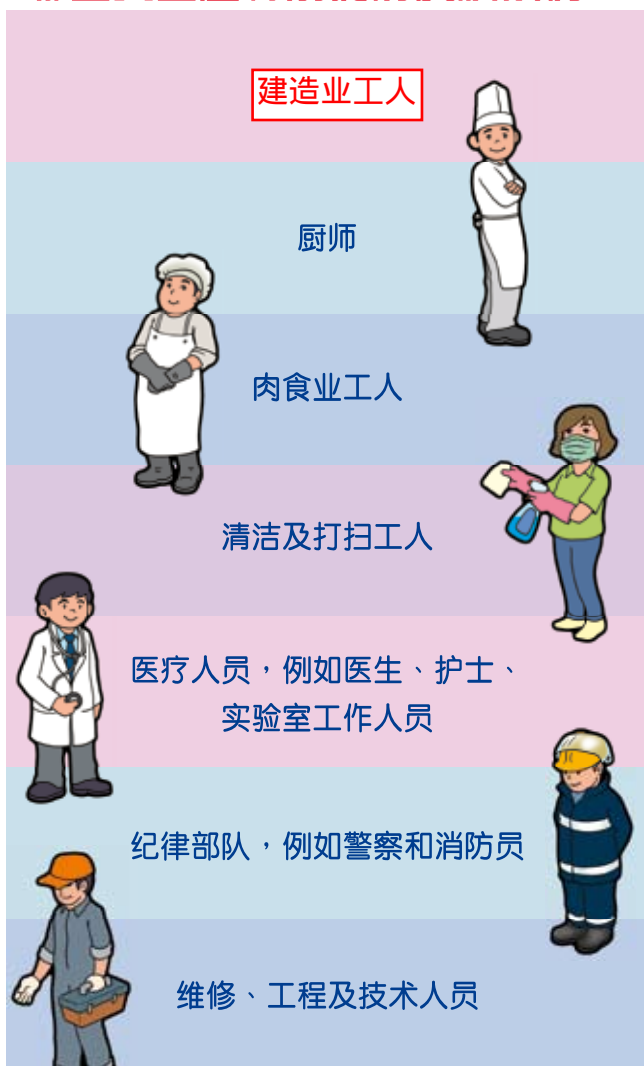 建造业工人
厨师
肉食业工人
清洁及打扫工人
医疗人员，例如医生、护士、
实验室工作人员
纪律部队，例如警察和消防员
维修、工程及技术人员